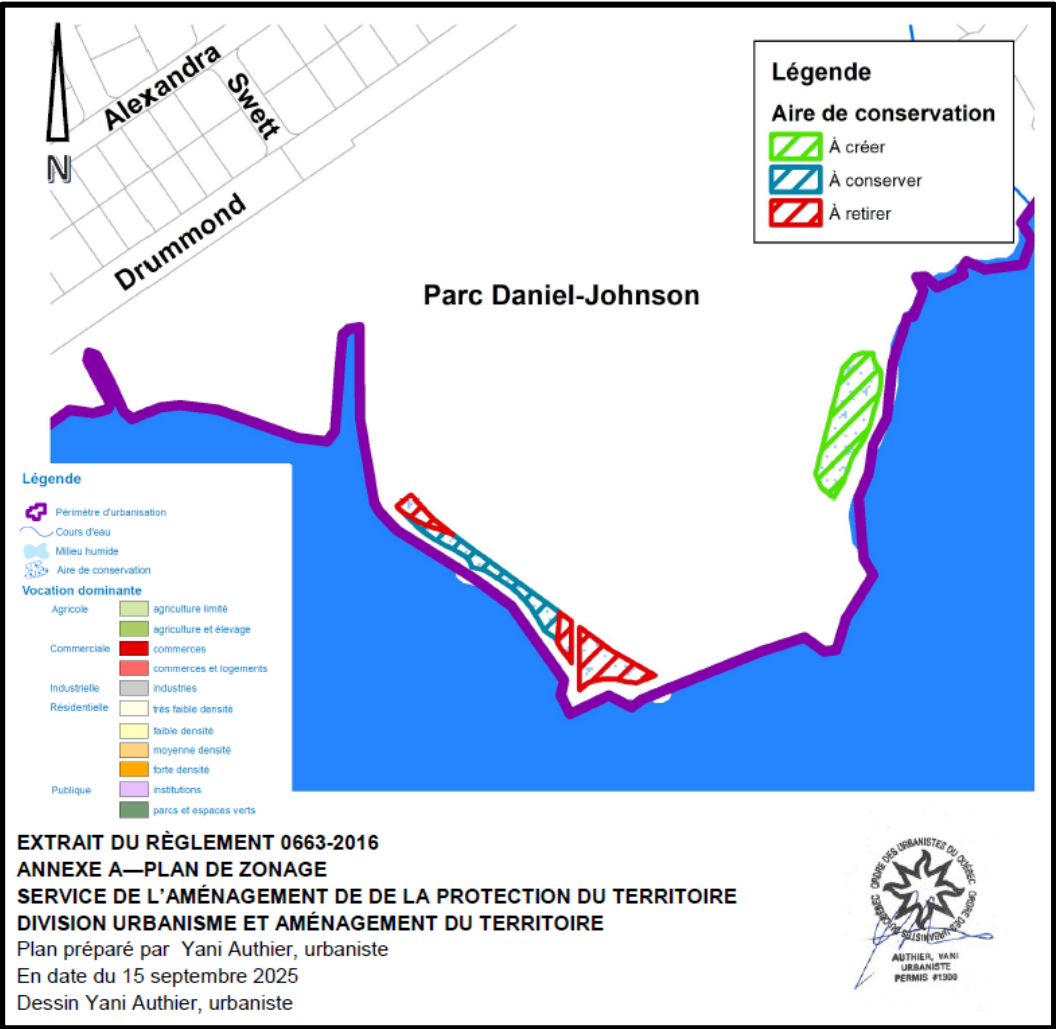 Alexandra
Swett
Drummond
N
Légende
Aire de conservation
À créer
À conserver
À retirer
Parc Daniel-Johnson
Légende
Périmètre d'urbanisation
Cours d'eau
Milieu humide
Aire de conservation
Vocation dominante
Agricole agriculture limité
agriculture et élevage
Commerciale commerces
commerces et logements
Industrielle industries
Résidentielle très faible densité
faible densité
moyenne densité
forte densité
Publique institutions
parcs et espaces verts
EXTRAIT DU RÈGLEMENT 0663-2016
ANNEXE A—PLAN DE ZONAGE
SERVICE DE L'AMÉNAGEMENT DE DE LA PROTECTION DU TERRITOIRE
DIVISION URBANISME ET AMÉNAGEMENT DU TERRITOIRE
Plan préparé par Yani Authier, urbaniste
En date du 15 septembre 2025
Dessin Yani Authier, urbaniste
ORDRE DES URBANISTES DU QUÉBEC
ORDRE DES URBANISTES DU QUÉBEC
AUTHIER, YANI
URBANISTE
PERMIS #1300